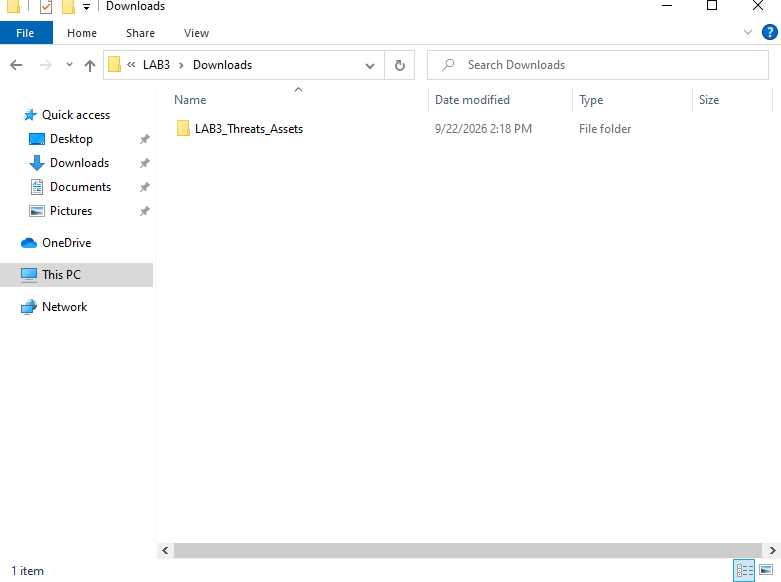 Downloads
File Home Share View
« LAB3 > Downloads
Search Downloads
Name Date modified Type Size
Quick access
Desktop
Downloads
Documents
Pictures
OneDrive
This PC
Network
LAB3_Threats_Assets 9/22/2026 2:18 PM File folder
1 item